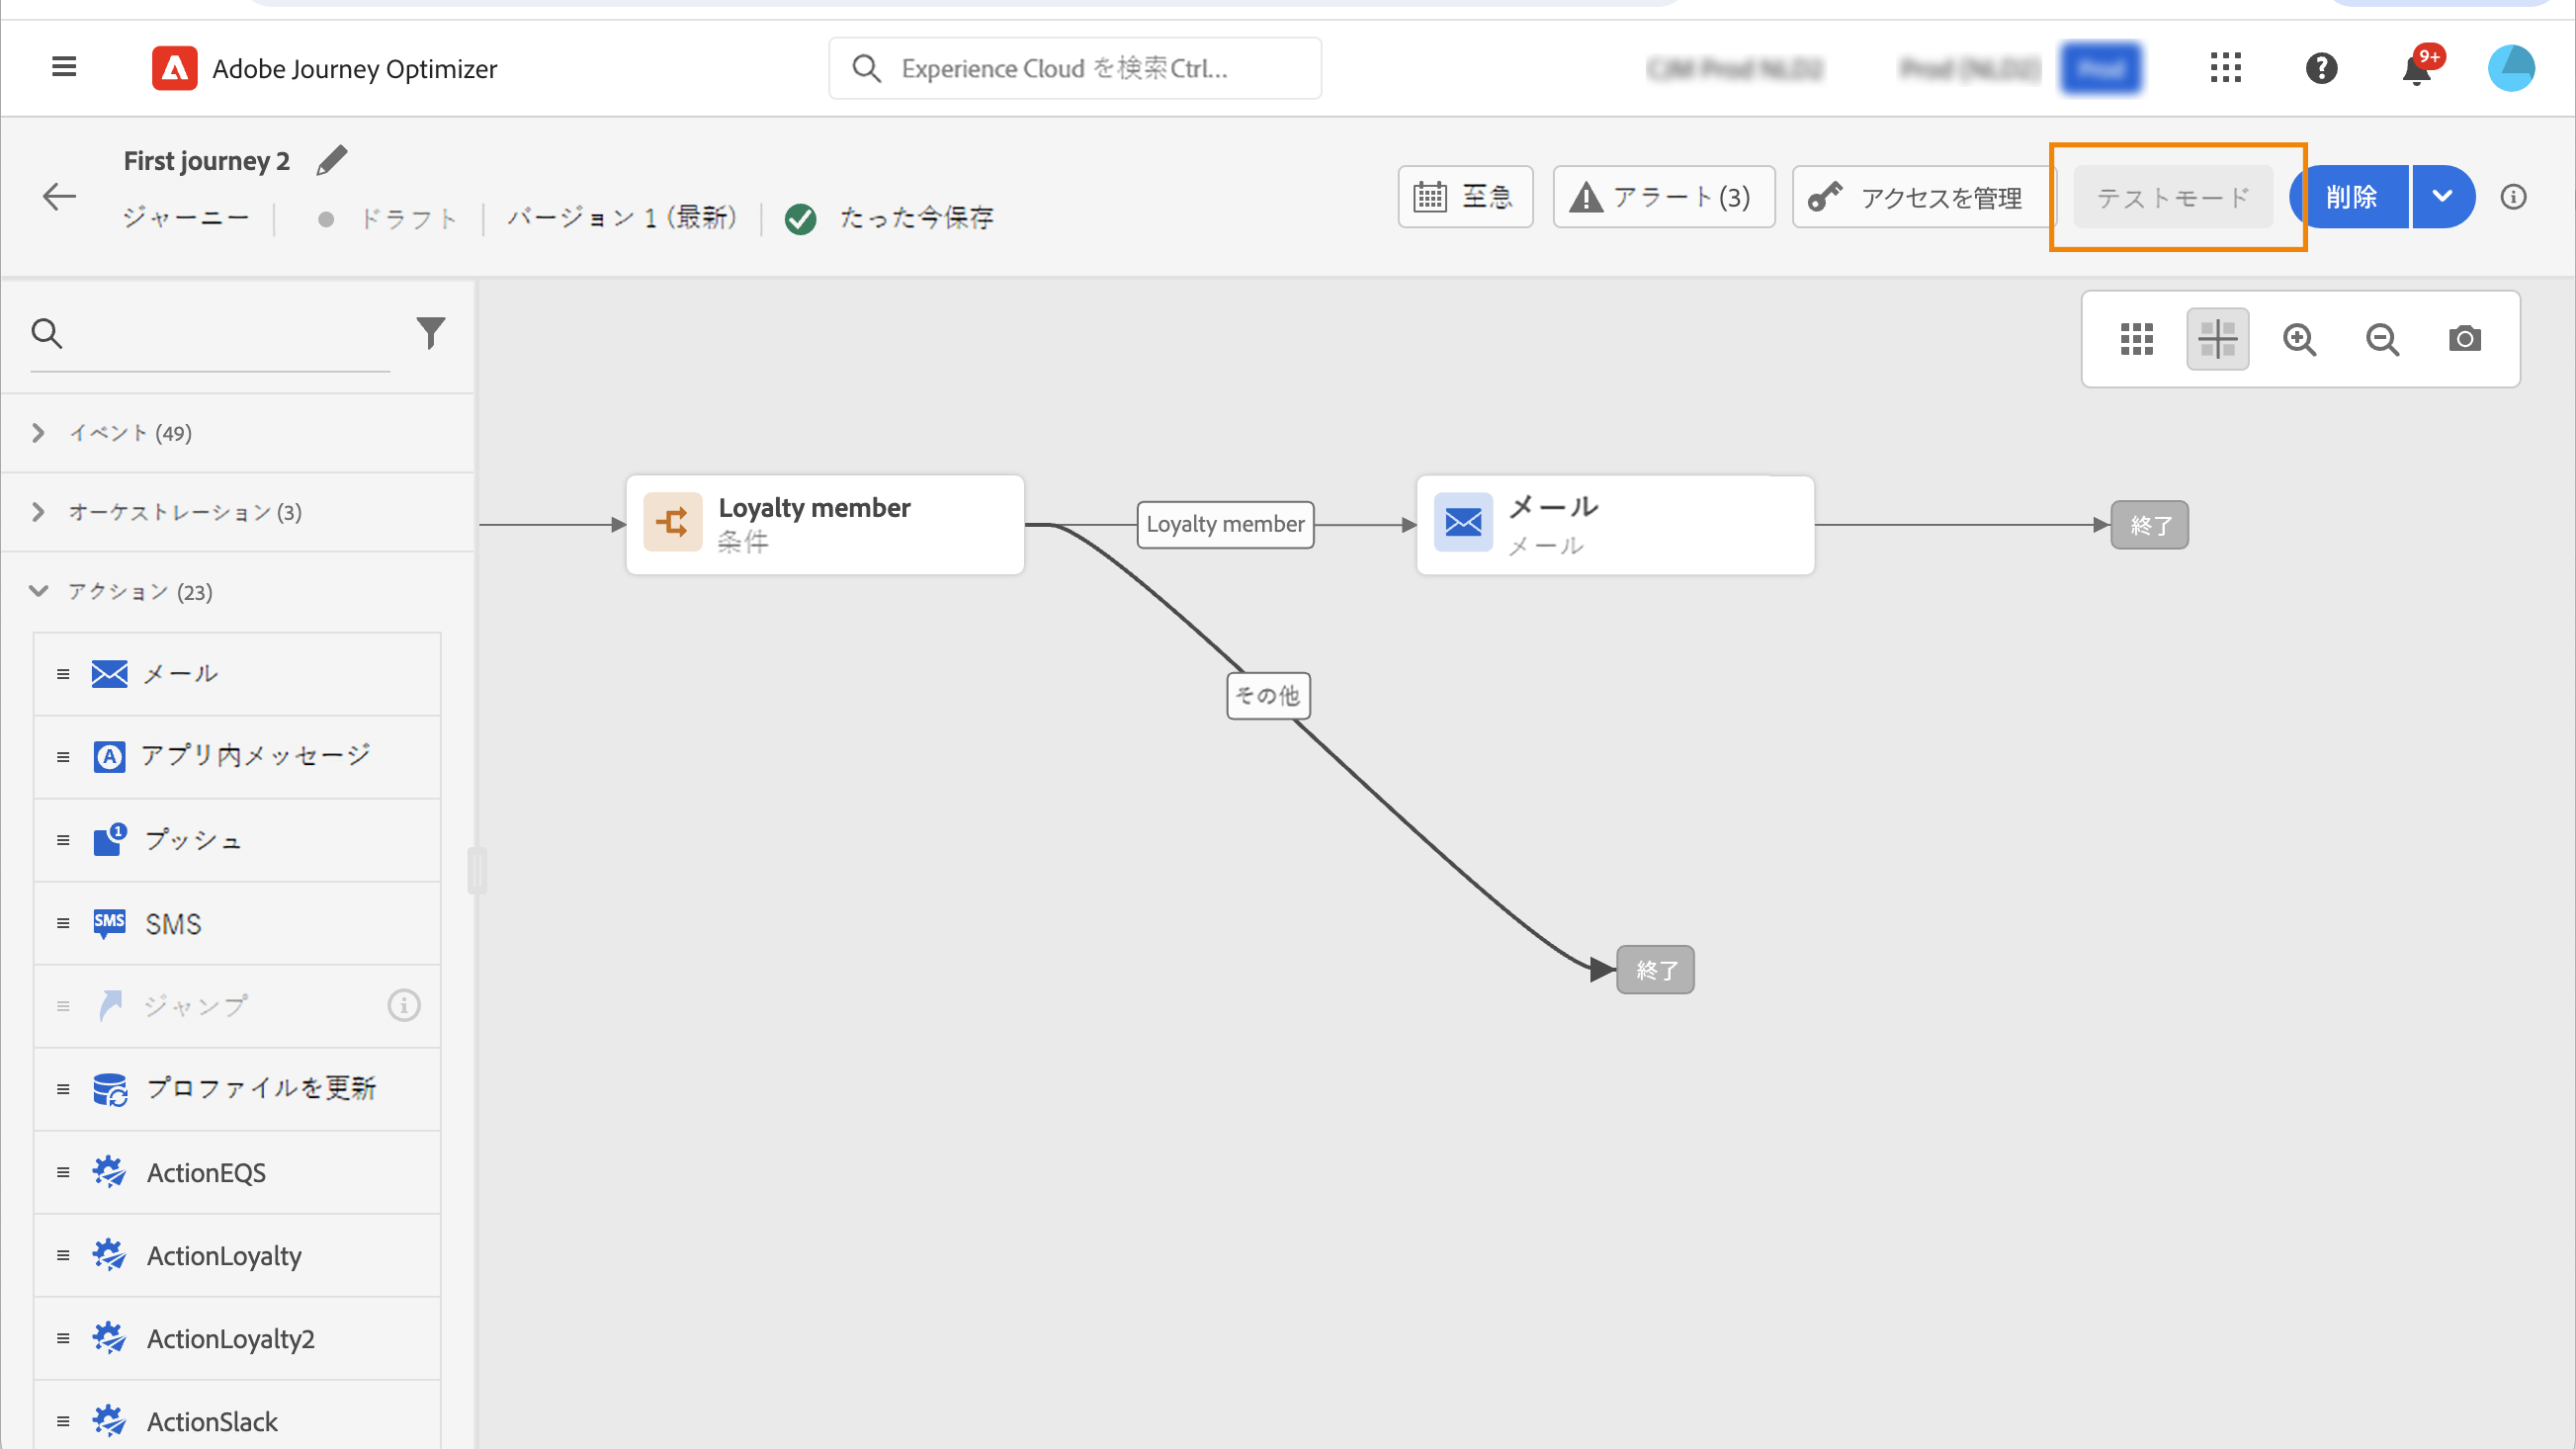 Adobe Journey Optimizer
Experience Cloud を検索Ctrl...
9+
First journey 2
ジャーニー
ドラフト
バージョン 1 (最新)
たった今保存
至急
アラート (3)
アクセスを管理
テストモード
削除
イベント (49)
オーケストレーション (3)
アクション (23)
メール
アプリ内メッセージ
プッシュ
SMS
SMS
ジャンプ
プロファイルを更新
ActionEQS
ActionLoyalty
ActionLoyalty2
ActionSlack
Loyalty member
条件
Loyalty member
メール
メール
終了
その他
終了